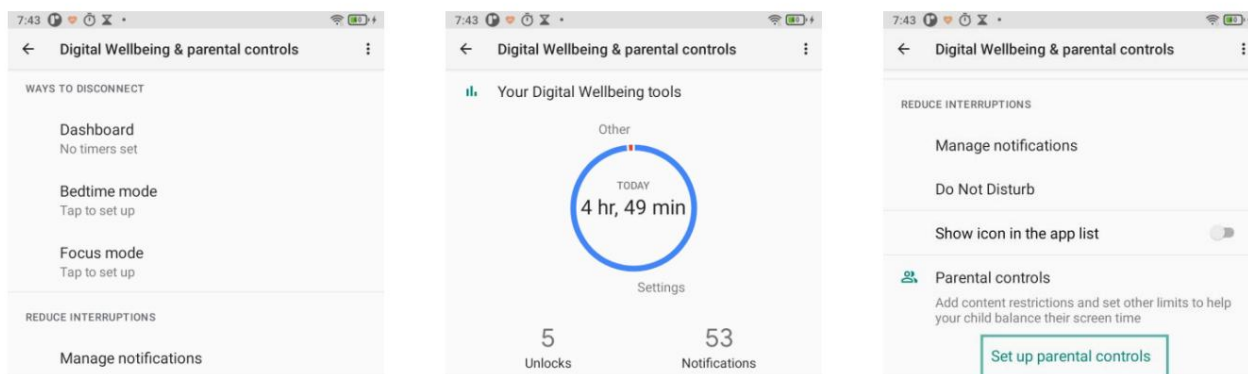 7:43
Digital Wellbeing & parental controls
WAYS TO DISCONNECT
Dashboard
No timers set
Bedtime mode
Tap to set up
Focus mode
Tap to set up
REDUCE INTERRUPTIONS
Manage notifications
7:43
Digital Wellbeing & parental controls
Your Digital Wellbeing tools
Other
TODAY
4 hr, 49 min
Settings
5
53
Unlocks
Notifications
7:43
Digital Wellbeing & parental controls
REDUCE INTERRUPTIONS
Manage notifications
Do Not Disturb
Show icon in the app list
Parental controls
Add content restrictions and set other limits to help
your child balance their screen time
Set up parental controls